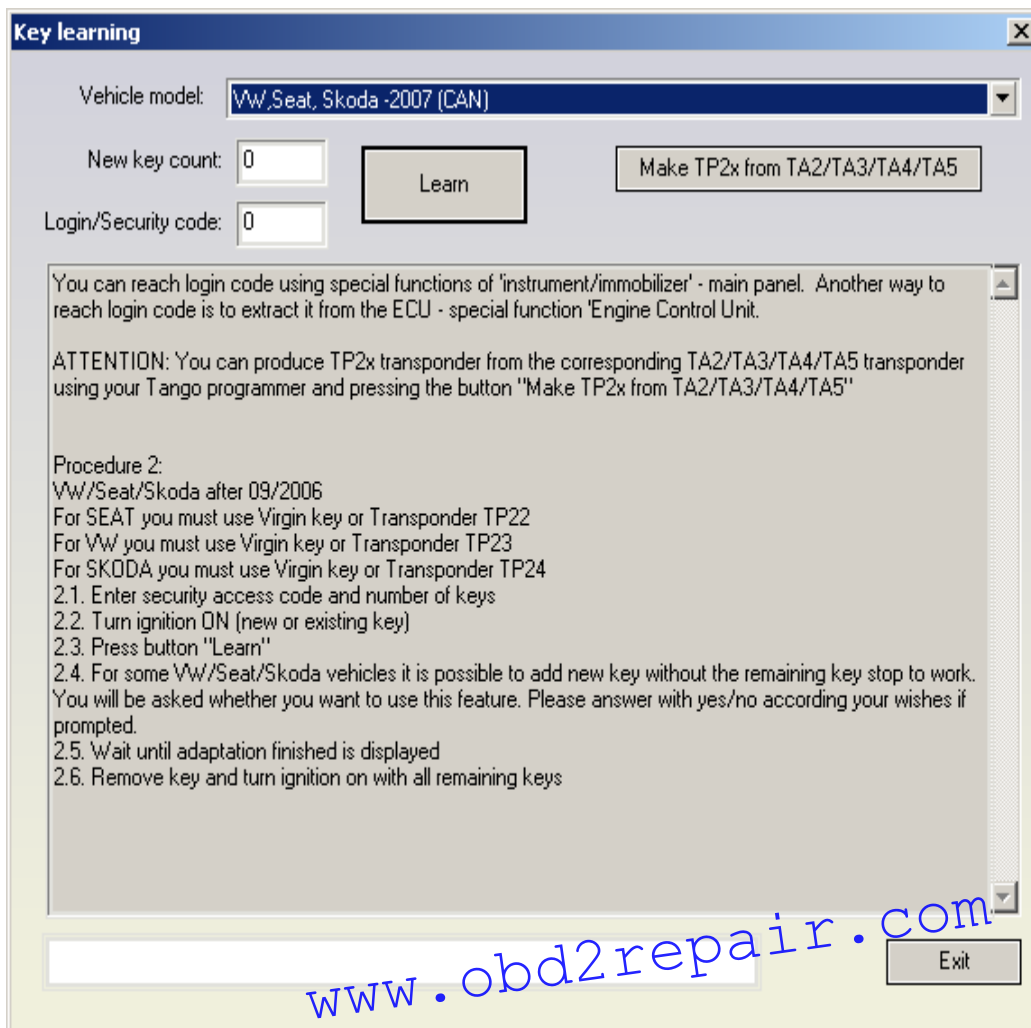 Key learning
Vehicle model:
VW,Seat, Skoda -2007 (CAN)
New key count:
0
Learn
Make TP2x from TA2/TA3/TA4/TA5
Login/Security code:
0
You can reach login code using special functions of 'instrument/immobilizer' - main panel.  Another way to
reach login code is to extract it from the ECU - special function 'Engine Control Unit.
ATTENTION: You can produce TP2x transponder from the corresponding TA2/TA3/TA4/TA5 transponder
using your Tango programmer and pressing the button "Make TP2x from TA2/TA3/TA4/TA5"
Procedure 2:
VW/Seat/Skoda after 09/2006
For SEAT you must use Virgin key or Transponder TP22
For VW you must use Virgin key or Transponder TP23
For SKODA you must use Virgin key or Transponder TP24
2.1. Enter security access code and number of keys
2.2. Turn ignition ON (new or existing key)
2.3. Press button "Learn"
2.4. For some VW/Seat/Skoda vehicles it is possible to add new key without the remaining key stop to work.
You will be asked whether you want to use this feature. Please answer with yes/no according your wishes if
prompted.
2.5. Wait until adaptation finished is displayed
2.6. Remove key and turn ignition on with all remaining keys
www.obd2repair.com
Exit